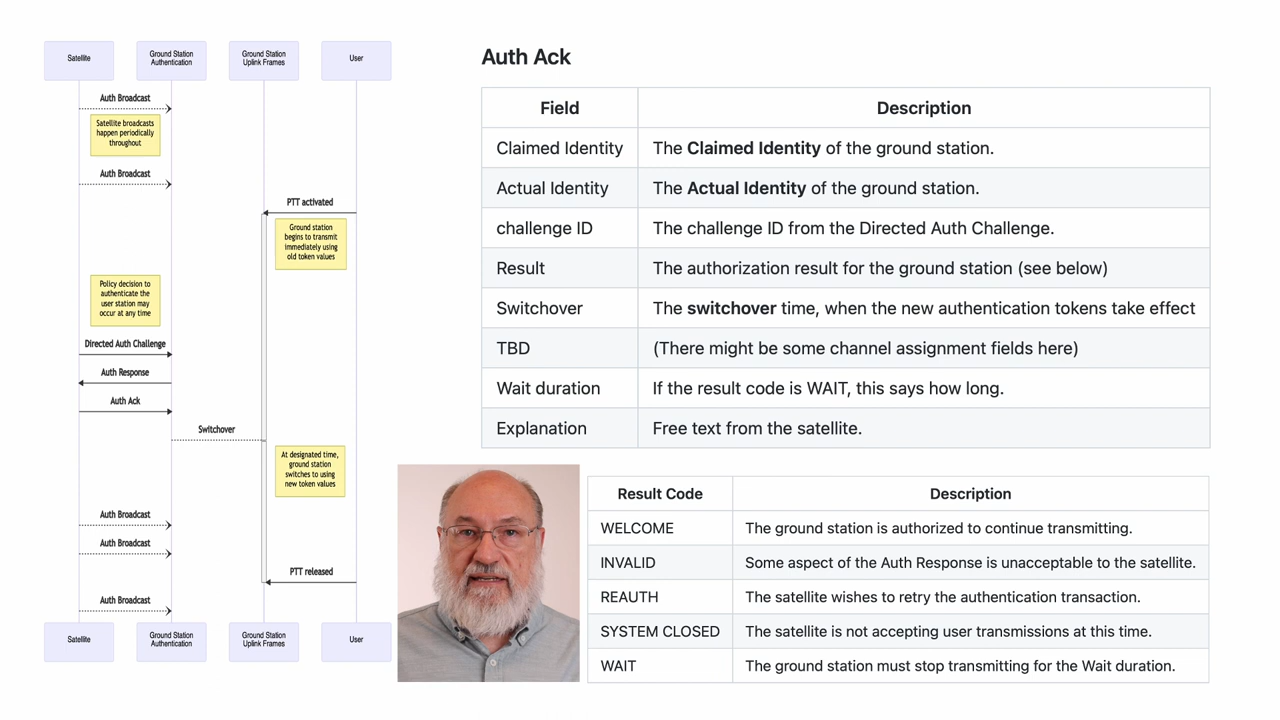 Satellite
Ground Station
Authentication
Ground Station
Uplink Frames
User
Auth Broadcast
Satellite broadcasts
happen periodically
throughout
Auth Broadcast
PTT activated
Ground station
begins to transmit
immediately using
old token values
Policy decision to
authenticate the
user station may
occur at any time
Directed Auth Challenge
Auth Response
Auth Ack
Switchover
At designated time,
ground station
switches to using
new token values
Auth Broadcast
Auth Broadcast
PTT released
Auth Broadcast
Satellite
Ground Station
Authentication
Ground Station
Uplink Frames
User
Auth Ack
Field Description
Claimed Identity The Claimed Identity of the ground station.
Actual Identity The Actual Identity of the ground station.
challenge ID The challenge ID from the Directed Auth Challenge.
Result The authorization result for the ground station (see below)
Switchover The switchover time, when the new authentication tokens take effect
TBD (There might be some channel assignment fields here)
Wait duration If the result code is WAIT, this says how long.
Explanation Free text from the satellite.
Result Code Description
WELCOME The ground station is authorized to continue transmitting.
INVALID Some aspect of the Auth Response is unacceptable to the satellite.
REAUTH The satellite wishes to retry the authentication transaction.
SYSTEM CLOSED The satellite is not accepting user transmissions at this time.
WAIT The ground station must stop transmitting for the Wait duration.